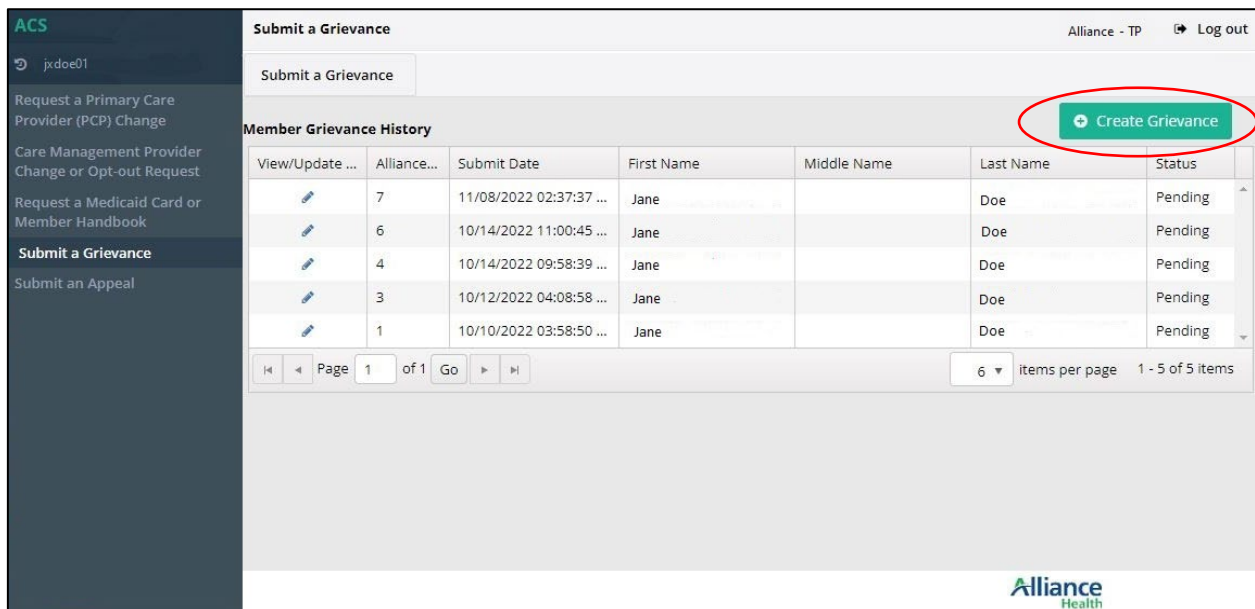 ACS
jxdoe01
Request a Primary Care
Provider (PCP) Change
Care Management Provider
Change or Opt-out Request
Request a Medicaid Card or
Member Handbook
Submit a Grievance
Submit an Appeal
Submit a Grievance Alliance - TP Log out
Submit a Grievance
Create Grievance
Member Grievance History
View/Update ... Alliance... Submit Date First Name Middle Name Last Name Status
7 11/08/2022 02:37:37 ... Jane Doe Pending
6 10/14/2022 11:00:45 ... Jane Doe Pending
4 10/14/2022 09:58:39 ... Jane Doe Pending
3 10/12/2022 04:08:58 ... Jane Doe Pending
1 10/10/2022 03:58:50 ... Jane Doe Pending
Page 1 of 1 Go 6 items per page 1 - 5 of 5 items
Alliance
Health